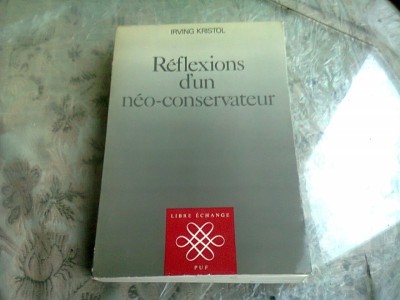 IRVING KRISTOL
Réflexions
d'un
néo-conservateur
LIBRE ÉCHANGE
PUF